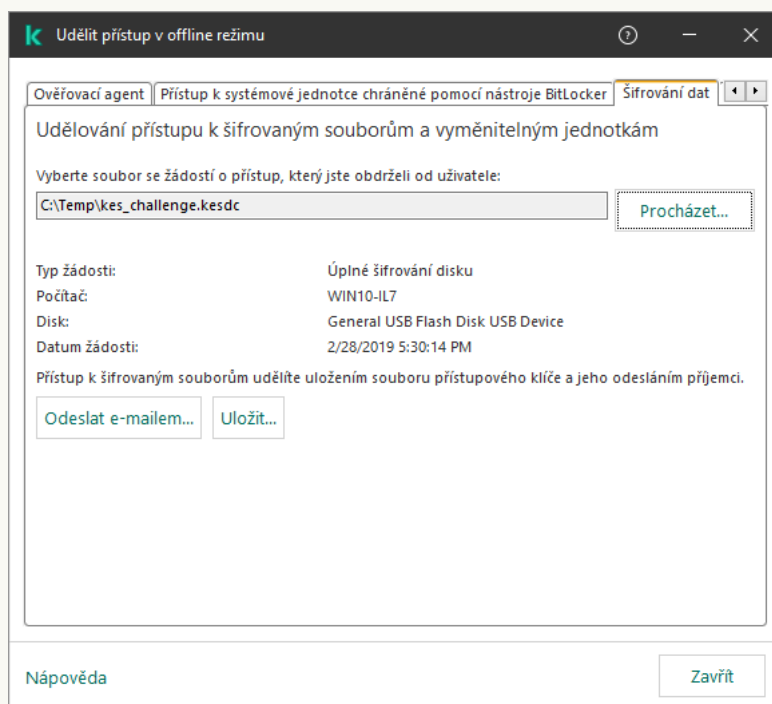 Udělit přístup v offline režimu
Ověřovací agent Přístup k systémové jednotce chráněné pomocí nástroje BitLocker Šifrování dat
Udělování přístupu k šifrovaným souborům a vyměnitelným jednotkám
Vyberte soubor se žádostí o přístup, který jste obdrželi od uživatele:
C:\Temp\kes_challenge.kesdc Procházet...
Typ žádosti: Úplné šifrování disku
Počítač: WIN10-IL7
Disk: General USB Flash Disk USB Device
Datum žádosti: 2/28/2019 5:30:14 PM
Přístup k šifrovaným souborům udělíte uložením souboru přístupového klíče a jeho odesláním příjemci.
Odeslat e-mailem... Uložit...
Nápověda Zavřít